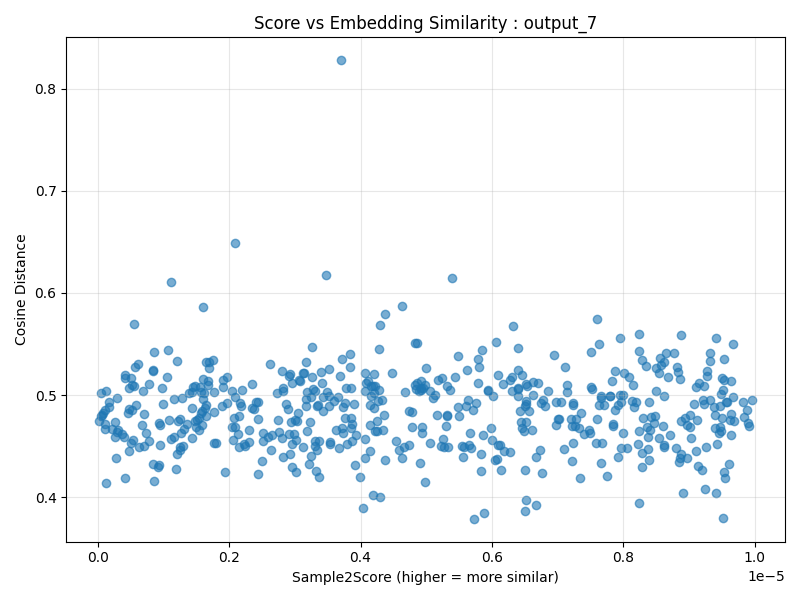 Score vs Embedding Similarity : output_7
Cosine Distance
0.8
0.7
0.6
0.5
0.4
0.0 0.2 0.4 0.6 0.8 1.0
1e−5
Sample2Score (higher = more similar)